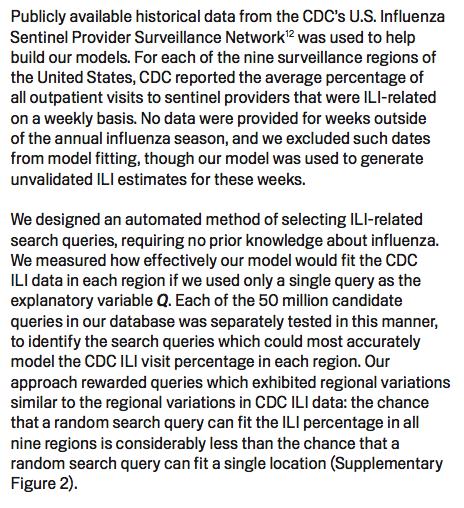 Publicly available historical data from the CDC's U.S. Influenza
Sentinel Provider Surveillance Network¹² was used to help
build our models. For each of the nine surveillance regions of
the United States, CDC reported the average percentage of
all outpatient visits to sentinel providers that were ILI-related
on a weekly basis. No data were provided for weeks outside
of the annual influenza season, and we excluded such dates
from model fitting, though our model was used to generate
unvalidated ILI estimates for these weeks.
We designed an automated method of selecting ILI-related
search queries, requiring no prior knowledge about influenza.
We measured how effectively our model would fit the CDC
ILI data in each region if we used only a single query as the
explanatory variable Q. Each of the 50 million candidate
queries in our database was separately tested in this manner,
to identify the search queries which could most accurately
model the CDC ILI visit percentage in each region. Our
approach rewarded queries which exhibited regional variations
similar to the regional variations in CDC ILI data: the chance
that a random search query can fit the ILI percentage in all
nine regions is considerably less than the chance that a
random search query can fit a single location (Supplementary
Figure 2).